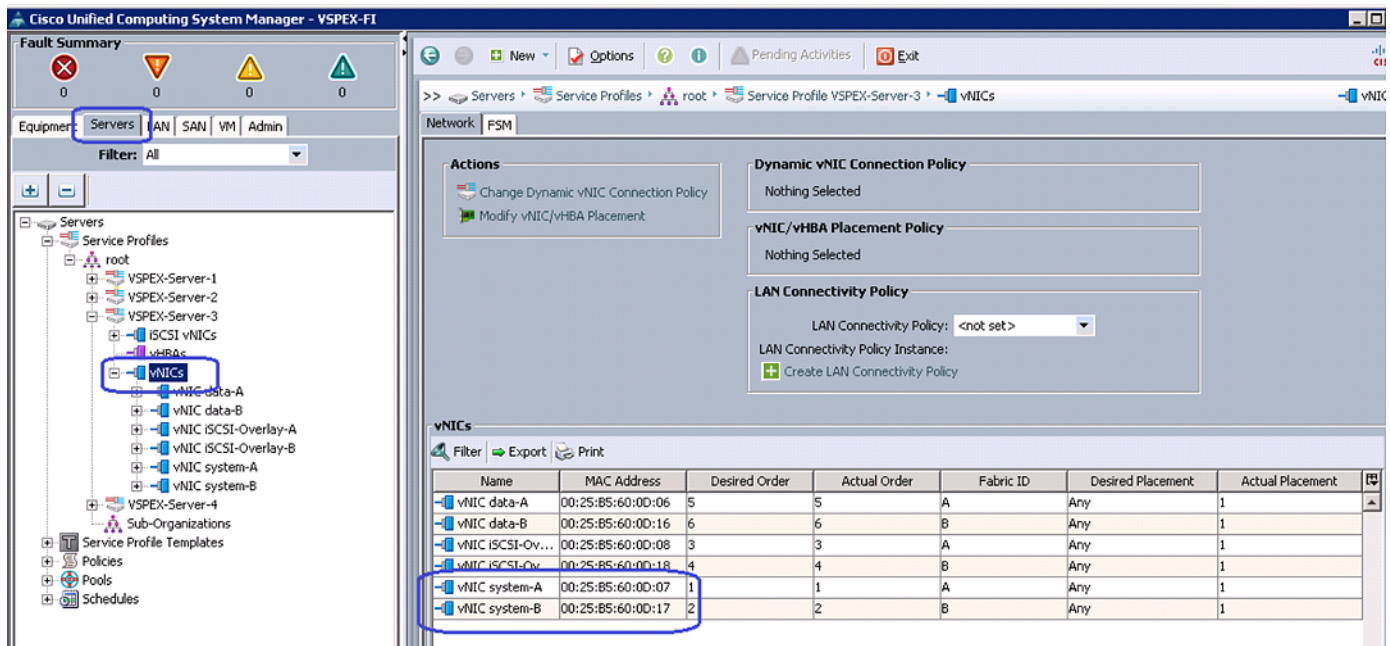 Cisco Unified Computing System Manager - VSPEX-FI
Fault Summary
0 0 0 0
Equipment Servers LAN SAN VM Admin
Filter: All
Servers
Service Profiles
root
VSPEX-Server-1
VSPEX-Server-2
VSPEX-Server-3
iSCSI vNICs
vHBAs
vNICs
vNIC data-A
vNIC data-B
vNIC iSCSI-Overlay-A
vNIC iSCSI-Overlay-B
vNIC system-A
vNIC system-B
VSPEX-Server-4
Sub-Organizations
Service Profile Templates
Policies
Pools
Schedules
New Options Pending Activities Exit
>> Servers Service Profiles root Service Profile VSPEX-Server-3 vNICs vNIC
Network FSM
Actions
Change Dynamic vNIC Connection Policy
Modify vNIC/vHBA Placement
Dynamic vNIC Connection Policy
Nothing Selected
vNIC/vHBA Placement Policy
Nothing Selected
LAN Connectivity Policy
LAN Connectivity Policy: <not set>
LAN Connectivity Policy Instance:
Create LAN Connectivity Policy
vNICs
Filter Export Print
Name MAC Address Desired Order Actual Order Fabric ID Desired Placement Actual Placement
vNIC data-A 00:25:B5:60:0D:06 5 5 A Any 1
vNIC data-B 00:25:B5:60:0D:16 6 6 B Any 1
vNIC iSCSI-Ov... 00:25:B5:60:0D:08 3 3 A Any 1
vNIC iSCSI-Ov... 00:25:B5:60:0D:18 4 4 B Any 1
vNIC system-A 00:25:B5:60:0D:07 1 1 A Any 1
vNIC system-B 00:25:B5:60:0D:17 2 2 B Any 1